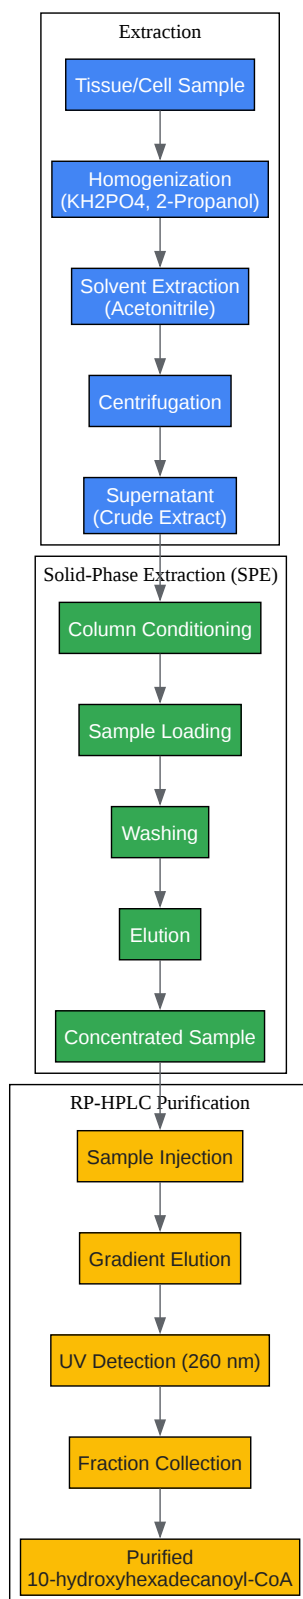 Extraction
Tissue/Cell Sample
Homogenization
(KH2PO4, 2-Propanol)
Solvent Extraction
(Acetonitrile)
Centrifugation
Supernatant
(Crude Extract)
Solid-Phase Extraction (SPE)
Column Conditioning
Sample Loading
Washing
Elution
Concentrated Sample
RP-HPLC Purification
Sample Injection
Gradient Elution
UV Detection (260 nm)
Fraction Collection
Purified
10-hydroxyhexadecanoyl-CoA